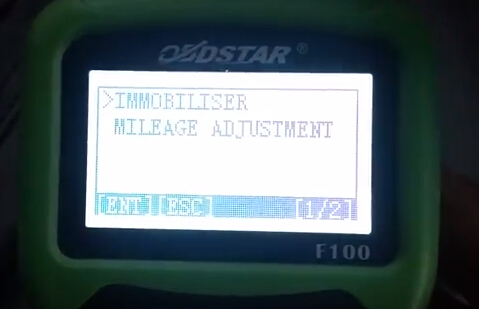 OBDSTAR®
>IMMOBILISER
MILEAGE ADJUSTMENT
[ENT] [ESC] [1/2]
F100